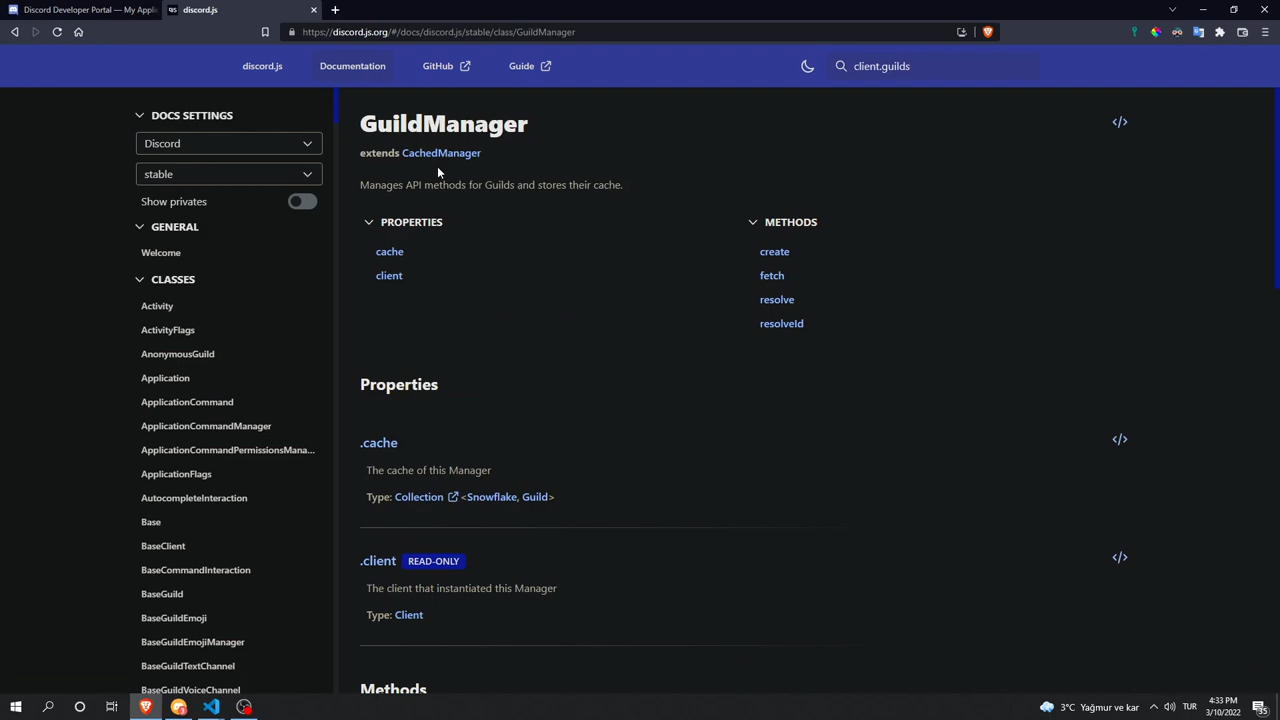 Discord Developer Portal — My Appli
discord.js
https://discord.js.org/#/docs/discord.js/stable/class/GuildManager
discord.js
Documentation
GitHub
Guide
client.guilds
DOCS SETTINGS
Discord
stable
Show privates
GENERAL
Welcome
CLASSES
Activity
ActivityFlags
AnonymousGuild
Application
ApplicationCommand
ApplicationCommandManager
ApplicationCommandPermissionsMana...
ApplicationFlags
AutocompleteInteraction
Base
BaseClient
BaseCommandInteraction
BaseGuild
BaseGuildEmoji
BaseGuildEmojiManager
BaseGuildTextChannel
BaseGuildVoiceChannel
GuildManager
extends CachedManager
Manages API methods for Guilds and stores their cache.
PROPERTIES
cache
client
METHODS
create
fetch
resolve
resolveId
Properties
.cache
The cache of this Manager
Type: Collection <Snowflake, Guild>
.client READ-ONLY
The client that instantiated this Manager
Type: Client
Methods
3°C Yağmur ve kar
TUR
4:33 PM
3/10/2022